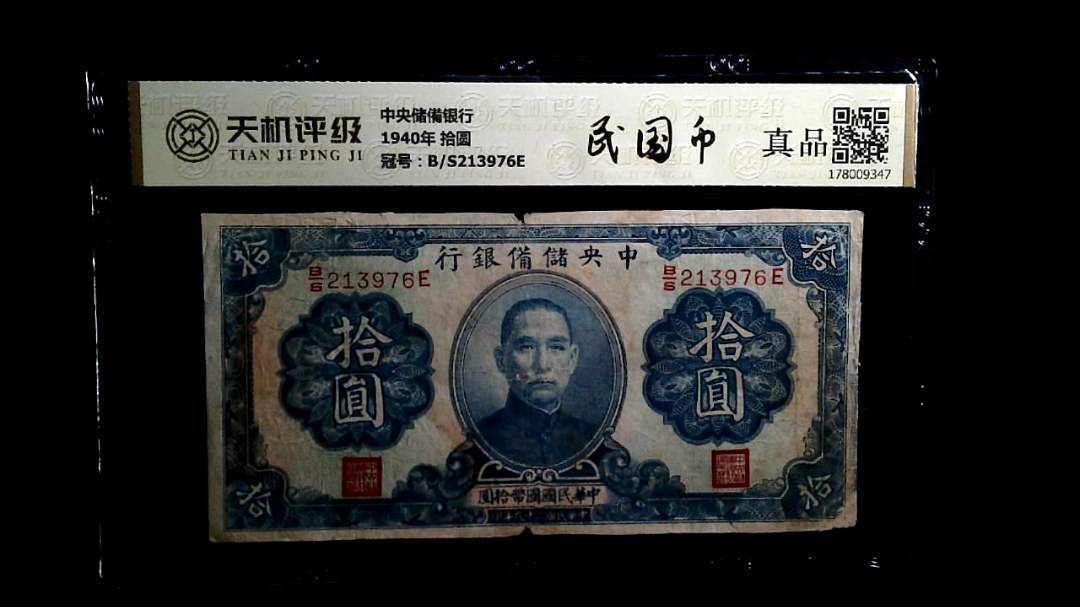 天机评级
TIAN JI PING JI
中央储備银行
1940年 拾圆
冠号：B/S213976E
民国币
真品
178009347
行銀備儲央中
B/S213976E
B/S213976E
拾
拾
拾圓
拾圓
圓拾幣國國民華中
拾
拾